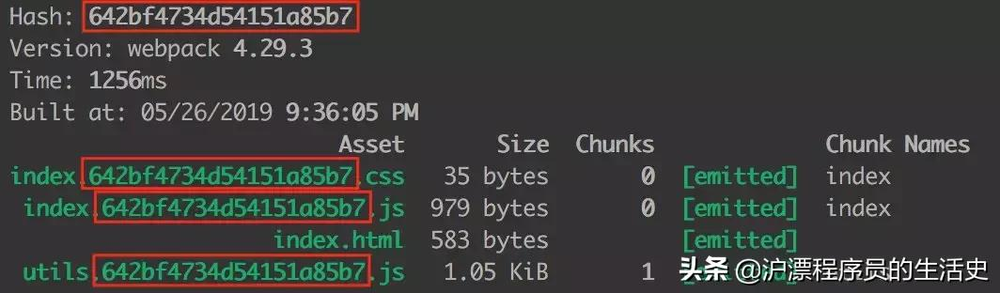 Hash: 642bf4734d54151a85b7
Version: webpack 4.29.3
Time: 1256ms
Built at: 05/26/2019 9:36:05 PM
Asset Size Chunks Chunk Names
index.642bf4734d54151a85b7.css 35 bytes 0 [emitted] index
index.642bf4734d54151a85b7.js 979 bytes 0 [emitted] index
index.html 583 bytes [emitted]
utils.642bf4734d54151a85b7.js 1.05 KiB 1
头条 @沪漂程序员的生活史